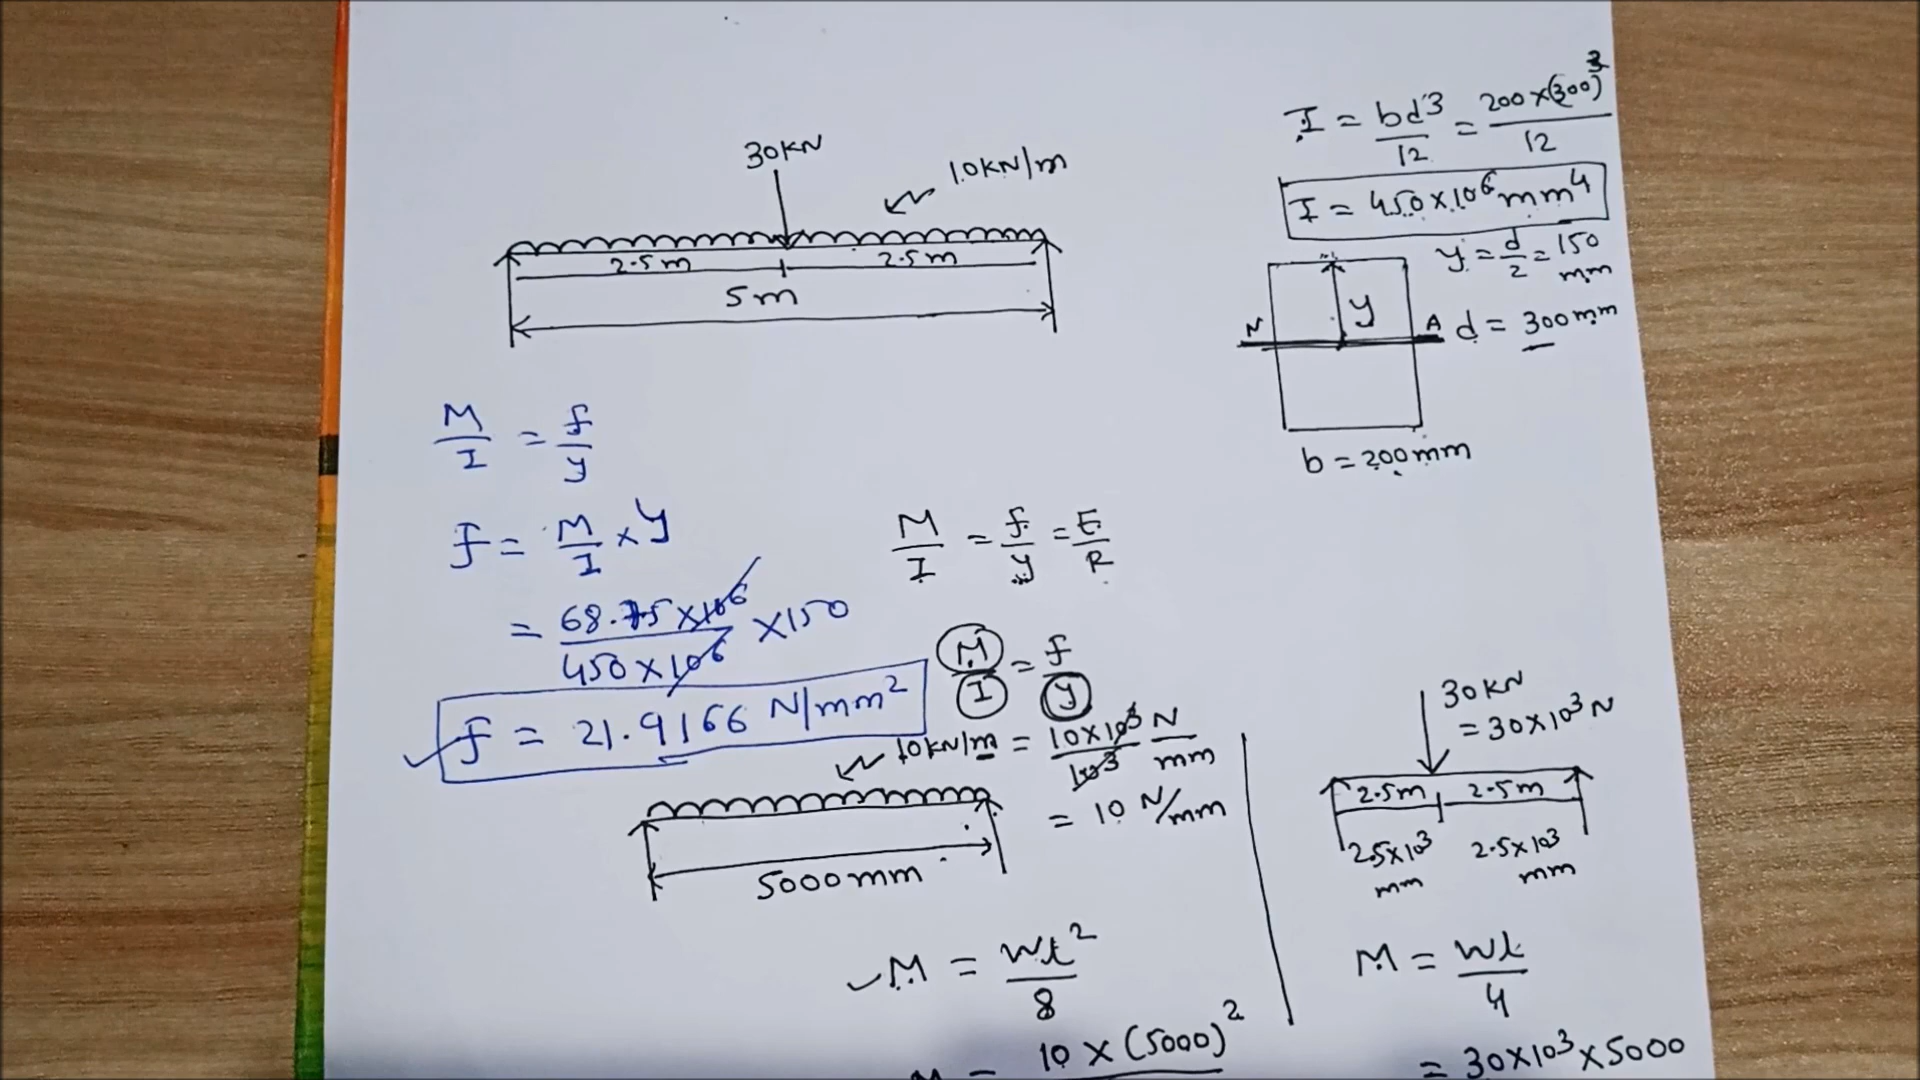 30KN
10KN/m
2.5m 2.5m
5m
I = bd3/12 = 200×(300)3/12
I = 450×106 mm4
y = d/2 = 150 mm
y
N A
d = 300mm
b = 200mm
M/I = f/y
f = M/I × y
= 68.75×106/450×106 ×150
f = 21.9166 N/mm2
M/I = f/y = E/R
M/I = f/y
10KN/m = 10×103/103 N/mm
= 10 N/mm
5000mm
M = wl2/8
10 × (5000)2
30KN
= 30×103 N
2.5m 2.5m
2.5×103 mm 2.5×103 mm
M = wl/4
= 30×103×5000